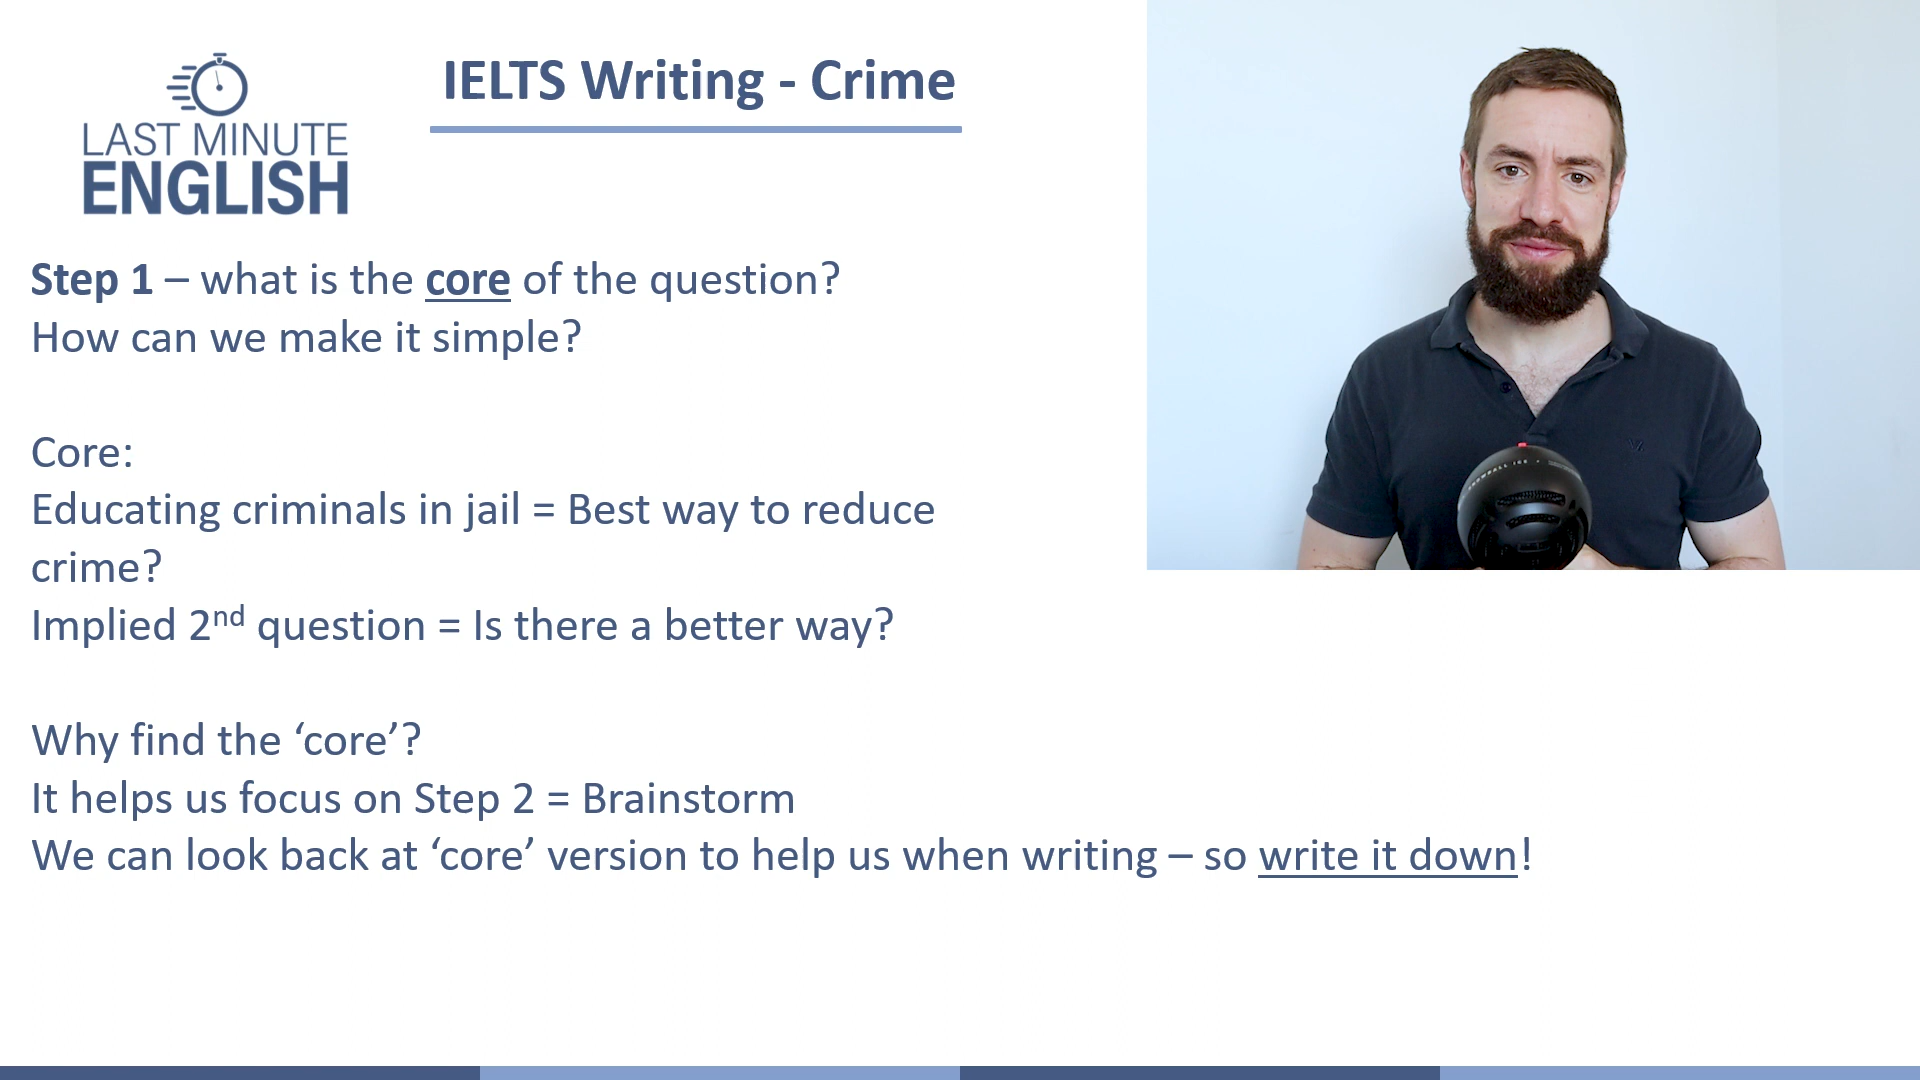 LAST MINUTE
ENGLISH
IELTS Writing - Crime
Step 1 – what is the core of the question?
How can we make it simple?
Core:
Educating criminals in jail = Best way to reduce
crime?
Implied 2nd question = Is there a better way?
Why find the ‘core’?
It helps us focus on Step 2 = Brainstorm
We can look back at ‘core’ version to help us when writing – so write it down!